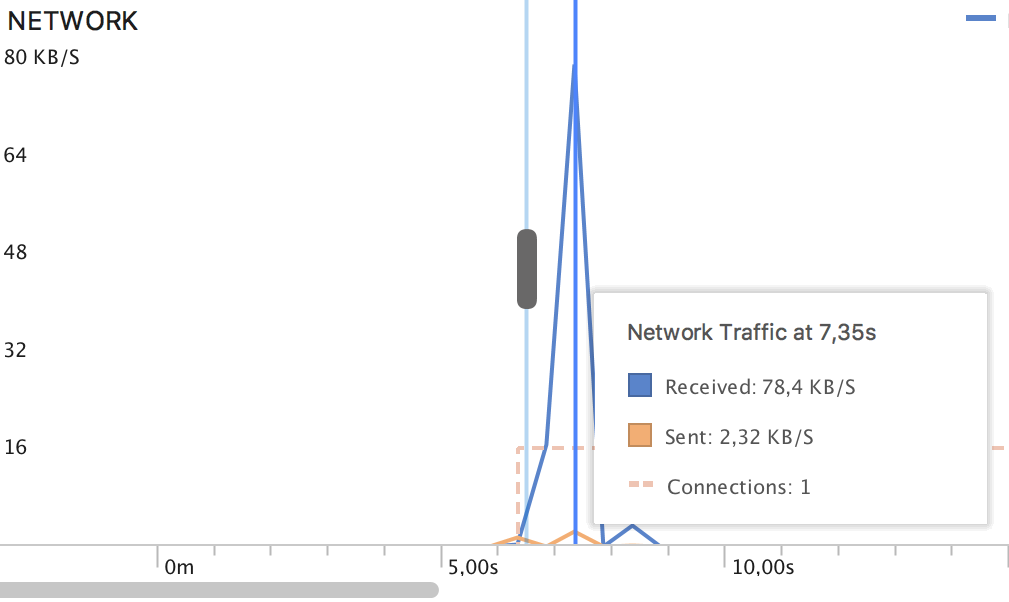 NETWORK
80 KB/S
64
48
32
16
Network Traffic at 7,35s
Received: 78,4 KB/S
Sent: 2,32 KB/S
Connections: 1
0m
5,00s
10,00s